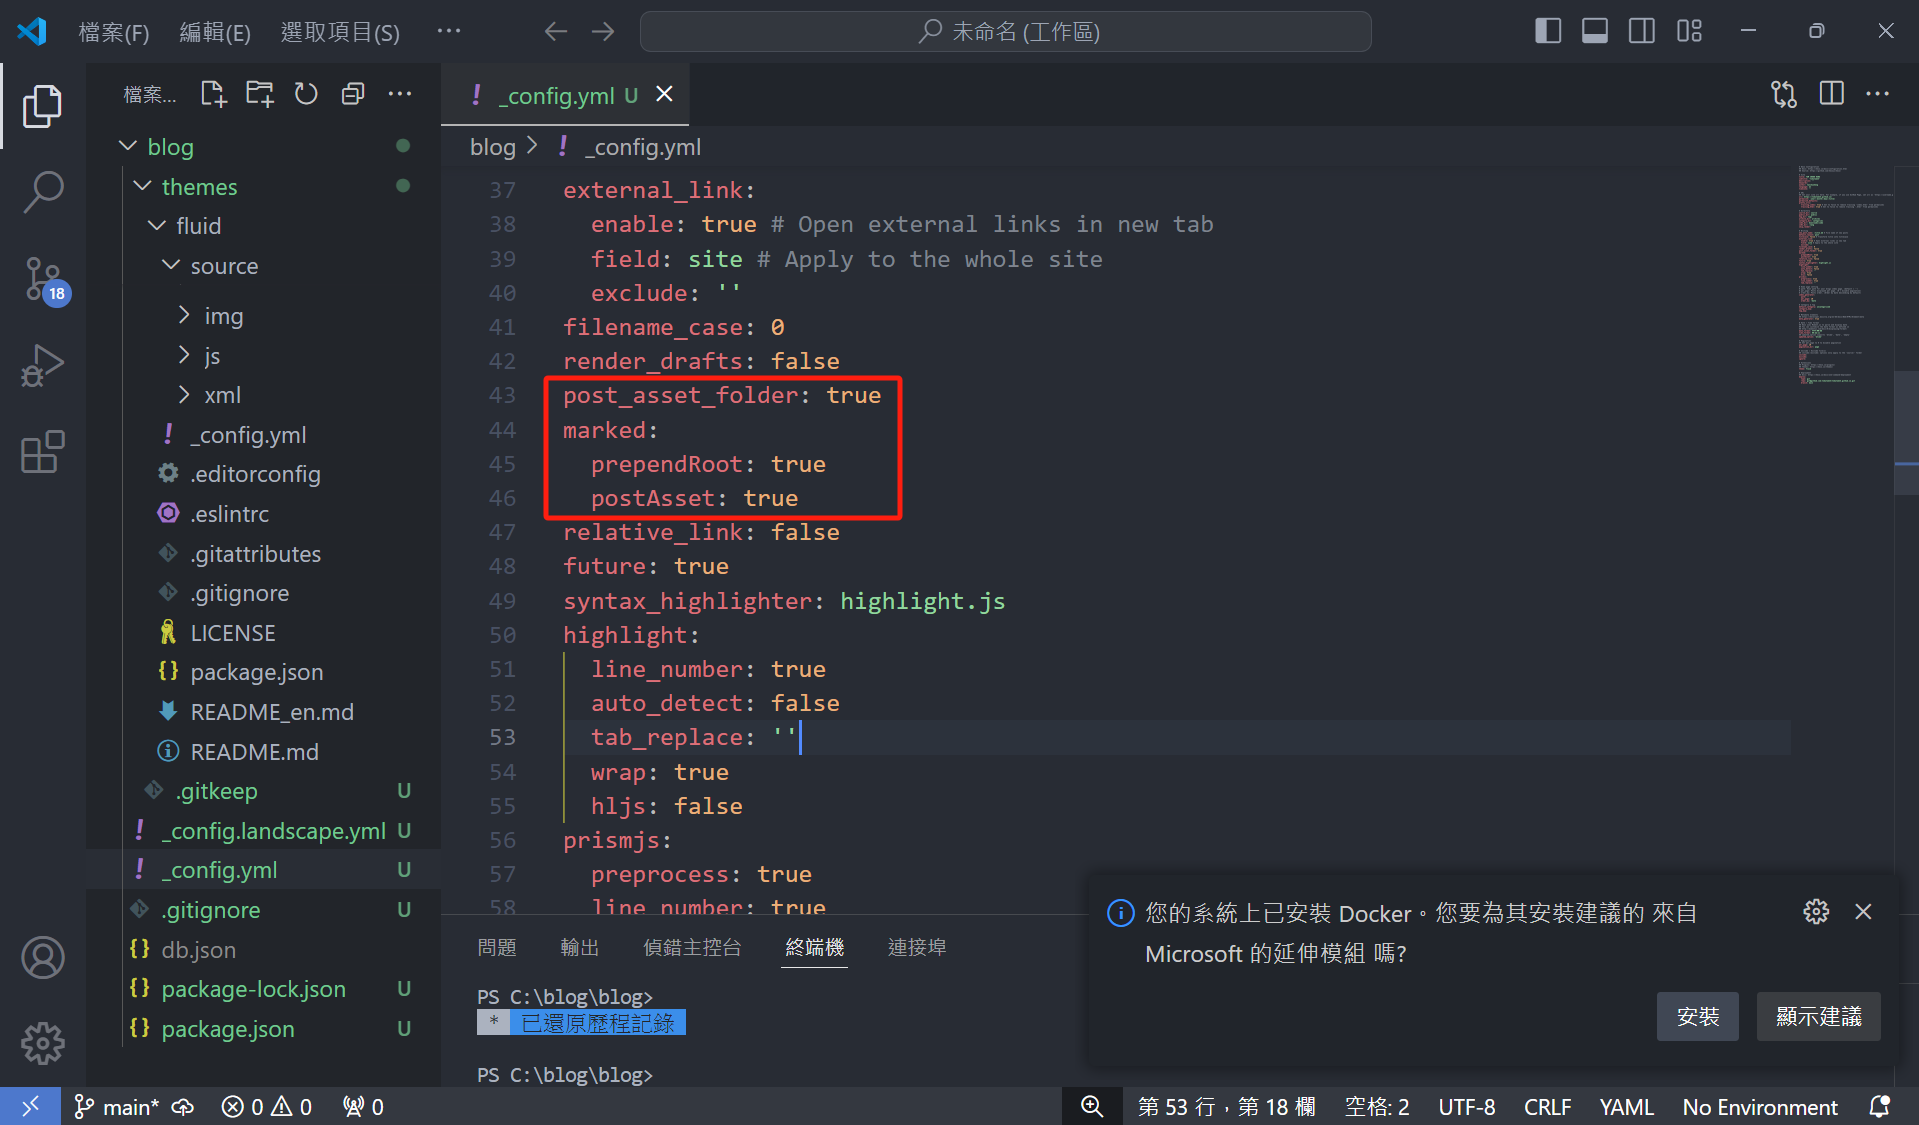 檔案(F) 編輯(E) 選取項目(S) ···
未命名 (工作區)
檔案... ···
blog
themes
fluid
source
img
js
xml
! _config.yml
.editorconfig
.eslintrc
.gitattributes
.gitignore
LICENSE
{} package.json
README_en.md
README.md
.gitkeep U
! _config.landscape.yml U
! _config.yml U
.gitignore U
{} db.json
{} package-lock.json U
{} package.json U
18
! _config.yml U
blog > ! _config.yml
37 external_link:
38 enable: true # Open external links in new tab
39 field: site # Apply to the whole site
40 exclude: ''
41 filename_case: 0
42 render_drafts: false
43 post_asset_folder: true
44 marked:
45 prependRoot: true
46 postAsset: true
47 relative_link: false
48 future: true
49 syntax_highlighter: highlight.js
50 highlight:
51 line_number: true
52 auto_detect: false
53 tab_replace: ''
54 wrap: true
55 hljs: false
56 prismjs:
57 preprocess: true
58 line_number: true
問題 輸出 偵錯主控台 終端機 連接埠
PS C:\blog\blog>
* 已還原歷程記錄
PS C:\blog\blog>
您的系統上已安裝 Docker。您要為其安裝建議的 來自
Microsoft 的延伸模組 嗎?
安裝 顯示建議
main* 0 0 0
第 53 行，第 18 欄 空格: 2 UTF-8 CRLF YAML No Environment